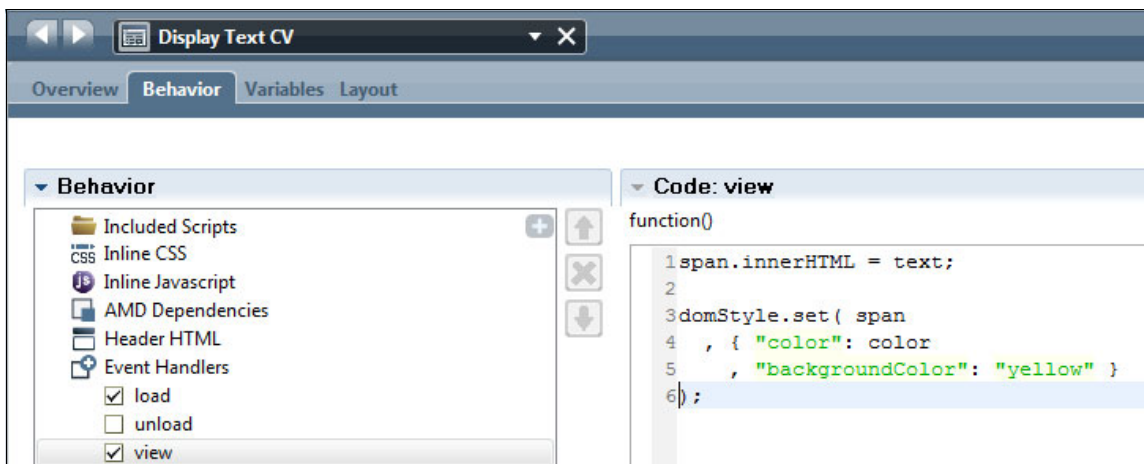 Display Text CV
Overview Behavior Variables Layout
Behavior
Included Scripts
css Inline CSS
js Inline Javascript
AMD Dependencies
Header HTML
Event Handlers
load
unload
view
Code: view
function()
1span.innerHTML = text;
2
3domStyle.set( span
4 , { "color": color
5 , "backgroundColor": "yellow" }
6);